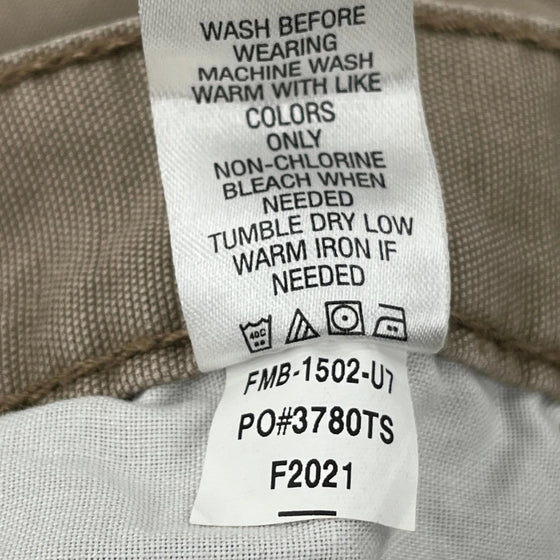 WASH BEFORE
WEARING
MACHINE WASH
WARM WITH LIKE
COLORS
ONLY
NON-CHLORINE
BLEACH WHEN
NEEDED
TUMBLE DRY LOW
WARM IRON IF
NEEDED
40C
FMB-1502-U7
PO#3780TS
F2021